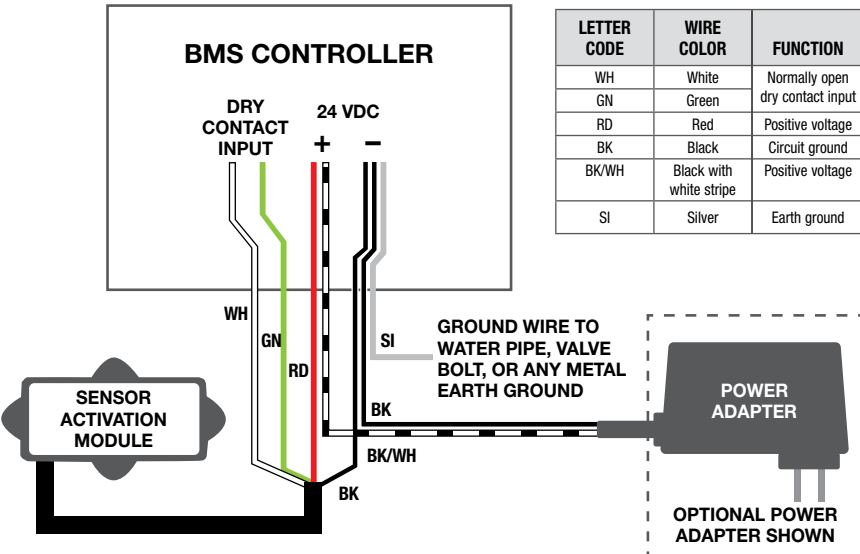 BMS CONTROLLER
DRY
CONTACT
INPUT
24 VDC
+ –
WH
GN
RD
SI
BK
BK/WH
BK
GROUND WIRE TO
WATER PIPE, VALVE
BOLT, OR ANY METAL
EARTH GROUND
SENSOR
ACTIVATION
MODULE
POWER
ADAPTER
OPTIONAL POWER
ADAPTER SHOWN
LETTER CODE WIRE COLOR FUNCTION
WH White Normally open
GN Green dry contact input
RD Red Positive voltage
BK Black Circuit ground
BK/WH Black with Positive voltage
white stripe
SI Silver Earth ground